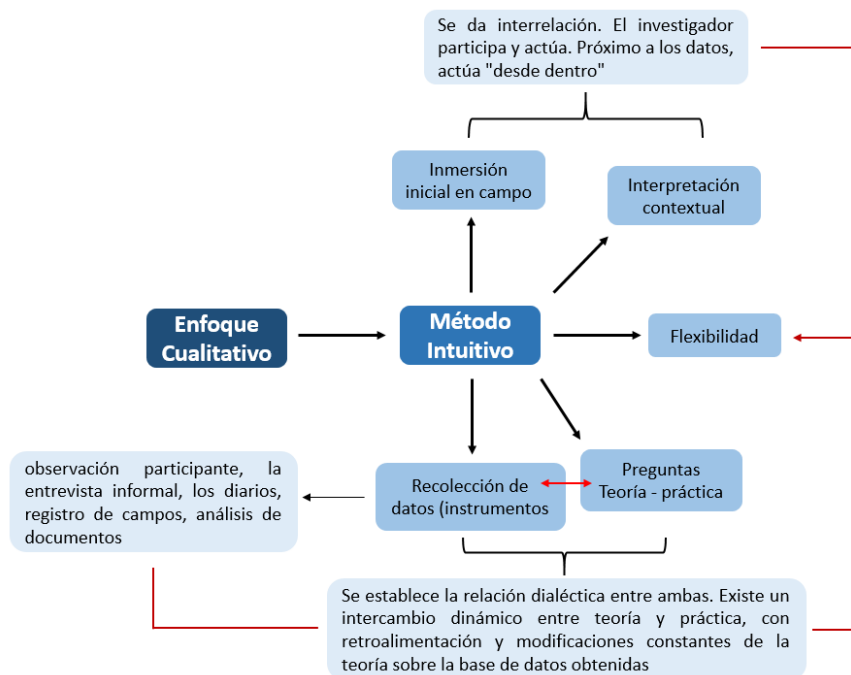 Se da interrelación. El investigador
participa y actúa. Próximo a los datos,
actúa "desde dentro"
Inmersión
inicial en campo
Interpretación
contextual
Enfoque
Cualitativo
Método
Intuitivo
Flexibilidad
observación participante, la
entrevista informal, los diarios,
registro de campos, análisis de
documentos
Recolección de
datos (instrumentos
Preguntas
Teoría - práctica
Se establece la relación dialéctica entre ambas. Existe un
intercambio dinámico entre teoría y práctica, con
retroalimentación y modificaciones constantes de la
teoría sobre la base de datos obtenidas